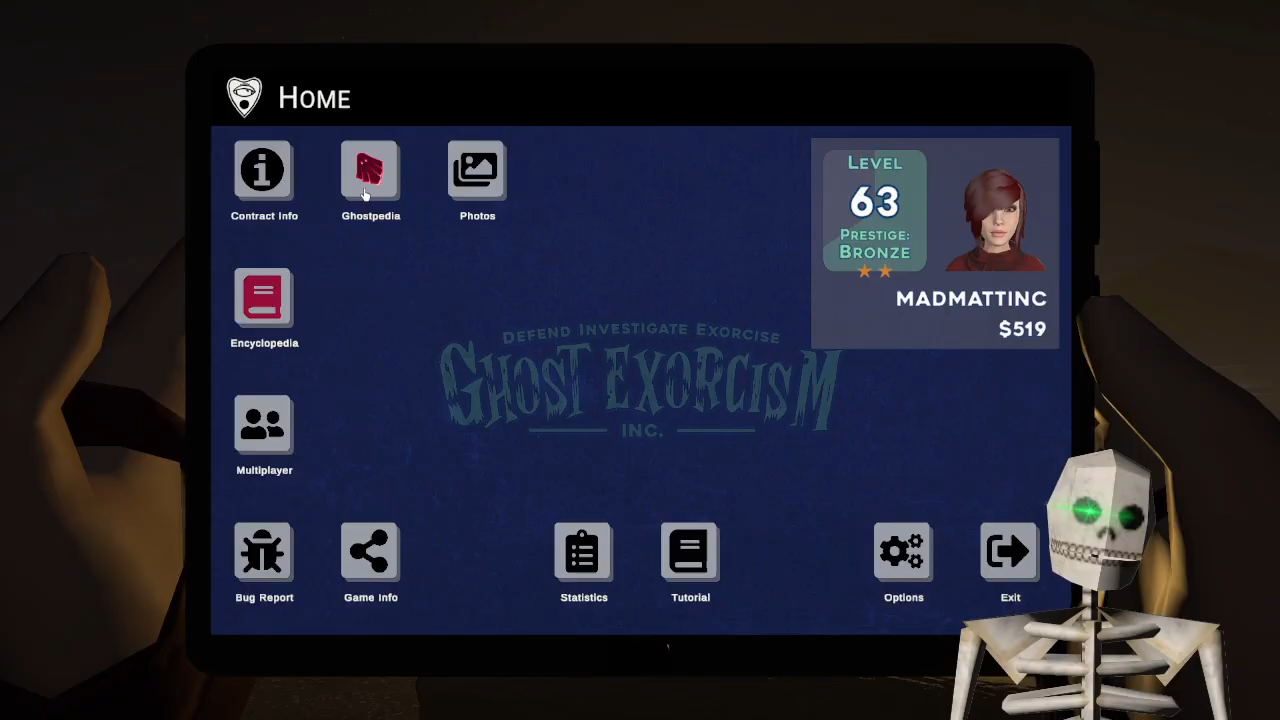 Home
Contract Info
Ghostpedia
Photos
Level
63
Prestige:
Bronze
MADMATTINC
$519
Encyclopedia
Defend Investigate Exorcise
Ghost Exorcism
INC.
Multiplayer
Bug Report
Game Info
Statistics
Tutorial
Options
Exit